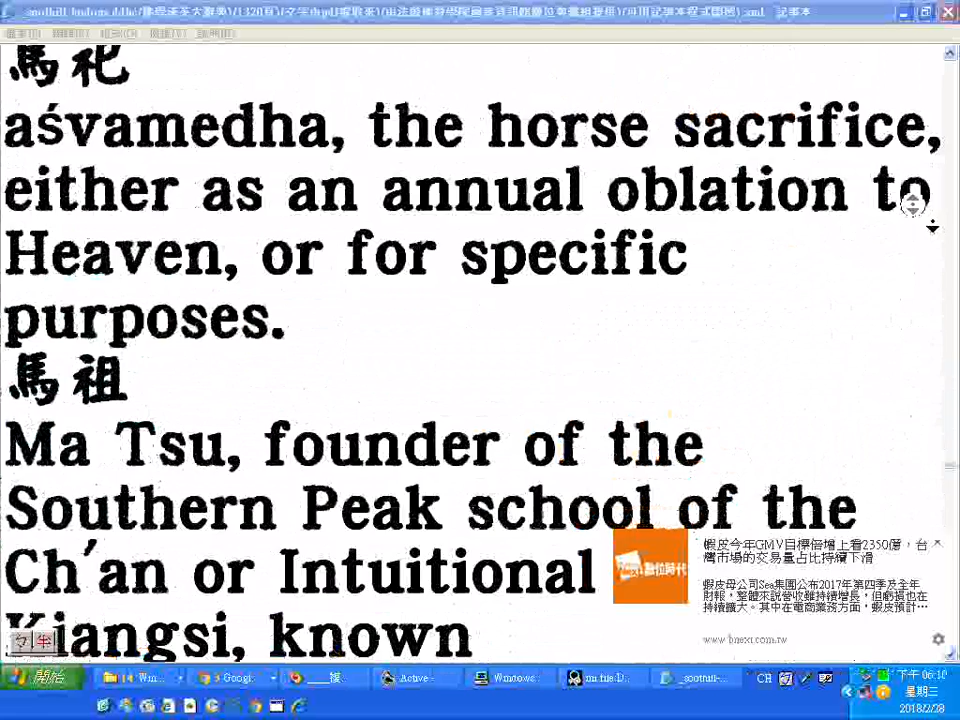 馬祀
aśvamedha, the horse sacrifice,
either as an annual oblation to
Heaven, or for specific
purposes.
馬祖
Ma Tsu, founder of the
Southern Peak school of the
Ch′an or Intuitional
Kiangsi, known
蝦皮今年GMV目標倍增上看2350億，台
灣市場的交易量占比持續下滑
蝦皮母公司Sea集團公布2017年第四季及全年
財報，整體來說營收雖持續增長，但虧損也在
持續擴大。其中在電商業務方面，蝦皮預計…
數位時代
www.bnext.com.tw
ㄅ 半
開始
Googl
Active
Windows
CH
下午 06:10
星期三
2018/2/28